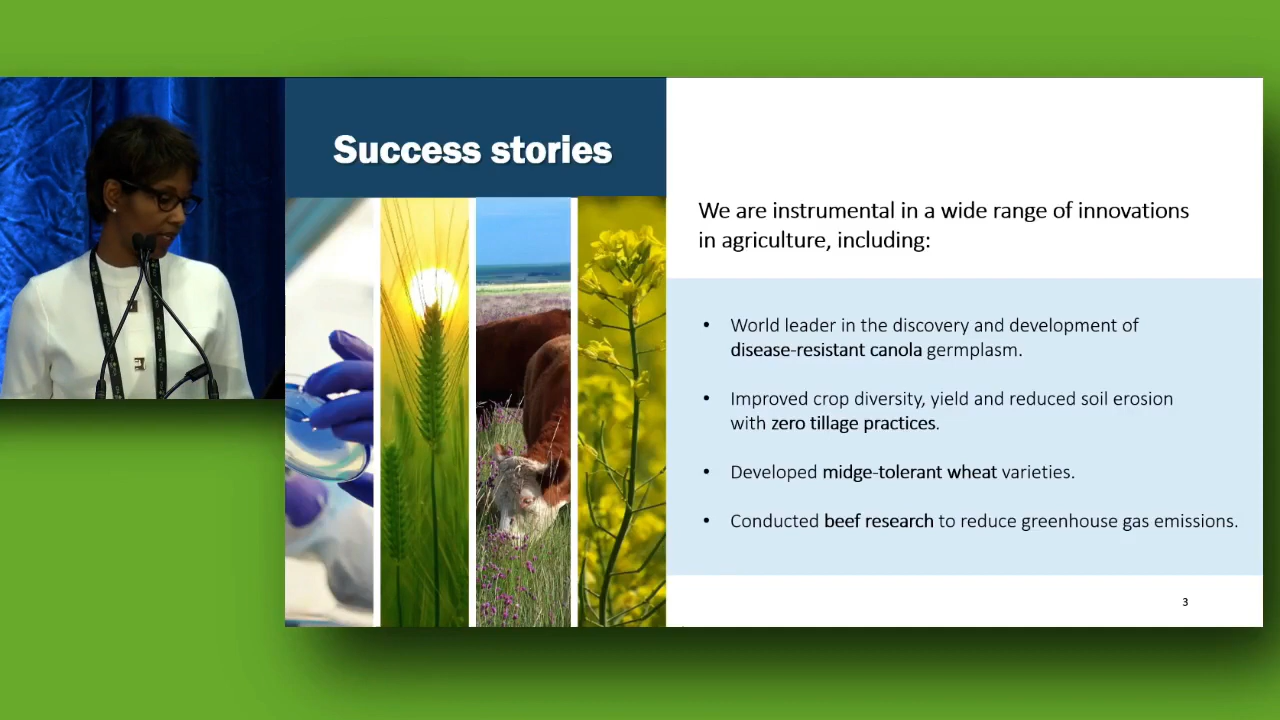 Success stories
We are instrumental in a wide range of innovations
in agriculture, including:
• World leader in the discovery and development of
disease-resistant canola germplasm.
• Improved crop diversity, yield and reduced soil erosion
with zero tillage practices.
• Developed midge-tolerant wheat varieties.
• Conducted beef research to reduce greenhouse gas emissions.
3